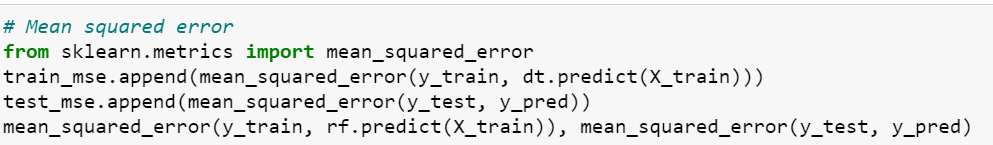 # Mean squared error
from sklearn.metrics import mean_squared_error
train_mse.append(mean_squared_error(y_train, dt.predict(X_train)))
test_mse.append(mean_squared_error(y_test, y_pred))
mean_squared_error(y_train, rf.predict(X_train)), mean_squared_error(y_test, y_pred)